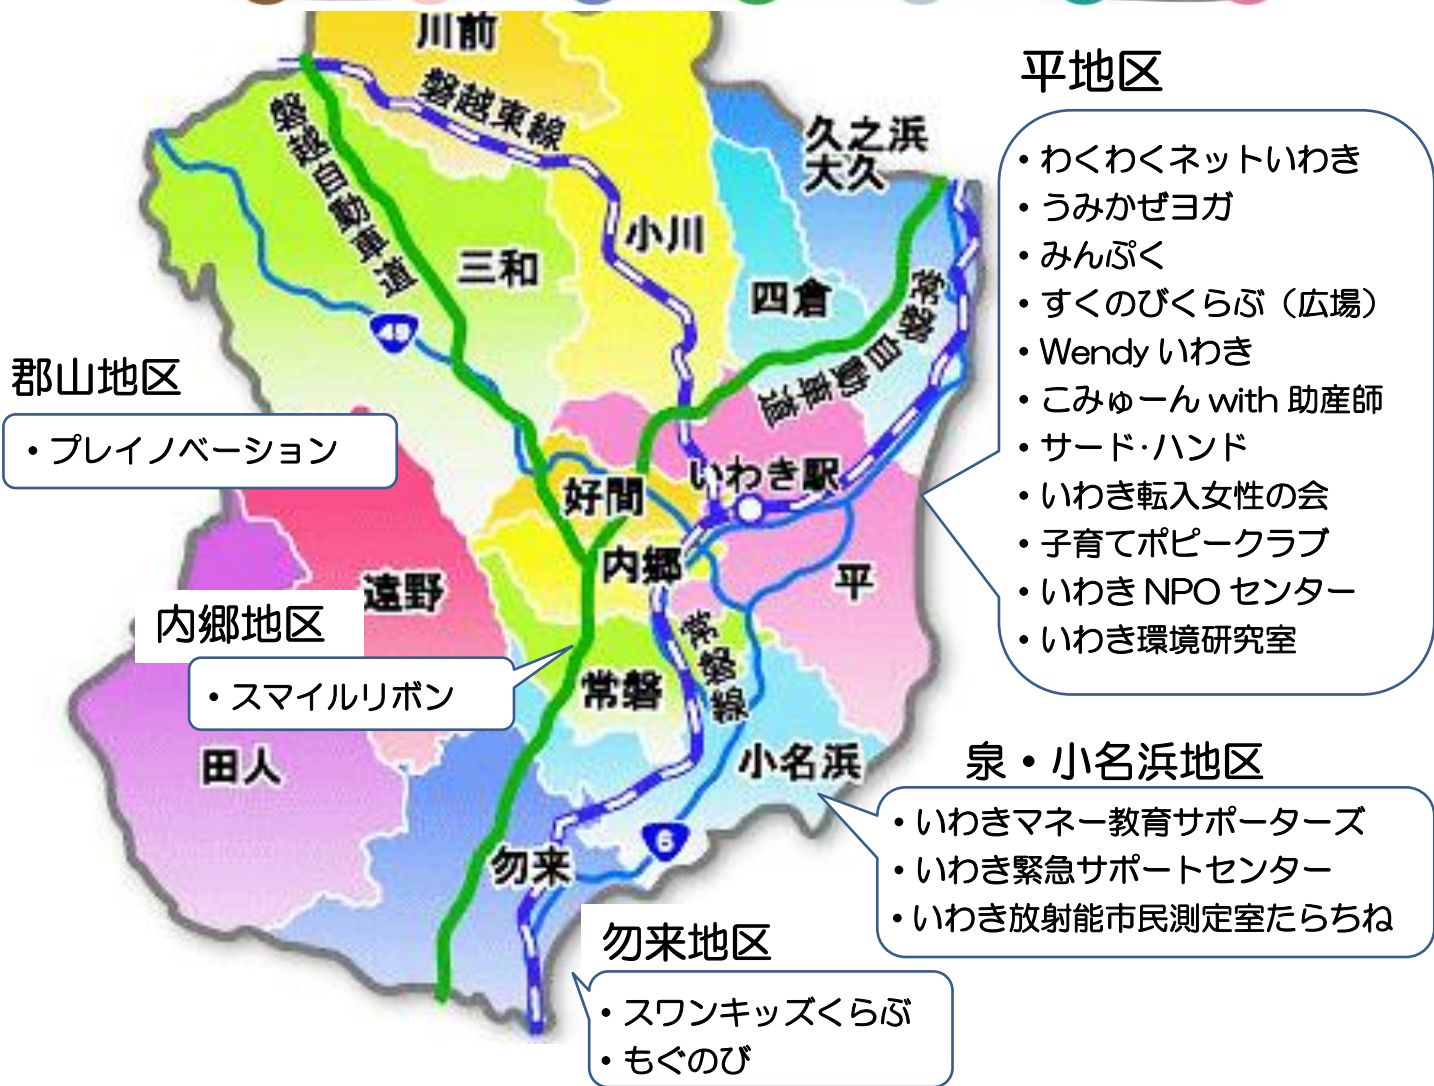 川前
磐越東線
磐越自動車道
久之浜
大久
小川
三和
四倉
常磐自動車道
49
いわき駅
好間
内郷
平
遠野
常磐
常磐線
田人
小名浜
勿来
6
平地区
・わくわくネットいわき
・うみかぜヨガ
・みんぷく
・すくのびくらぶ（広場）
・Wendy いわき
・こみゅーん with 助産師
・サード･ハンド
・いわき転入女性の会
・子育てポピークラブ
・いわき NPO センター
・いわき環境研究室
郡山地区
・プレイノベーション
内郷地区
・スマイルリボン
泉・小名浜地区
・いわきマネー教育サポーターズ
・いわき緊急サポートセンター
・いわき放射能市民測定室たらちね
勿来地区
・スワンキッズくらぶ
・もぐのび